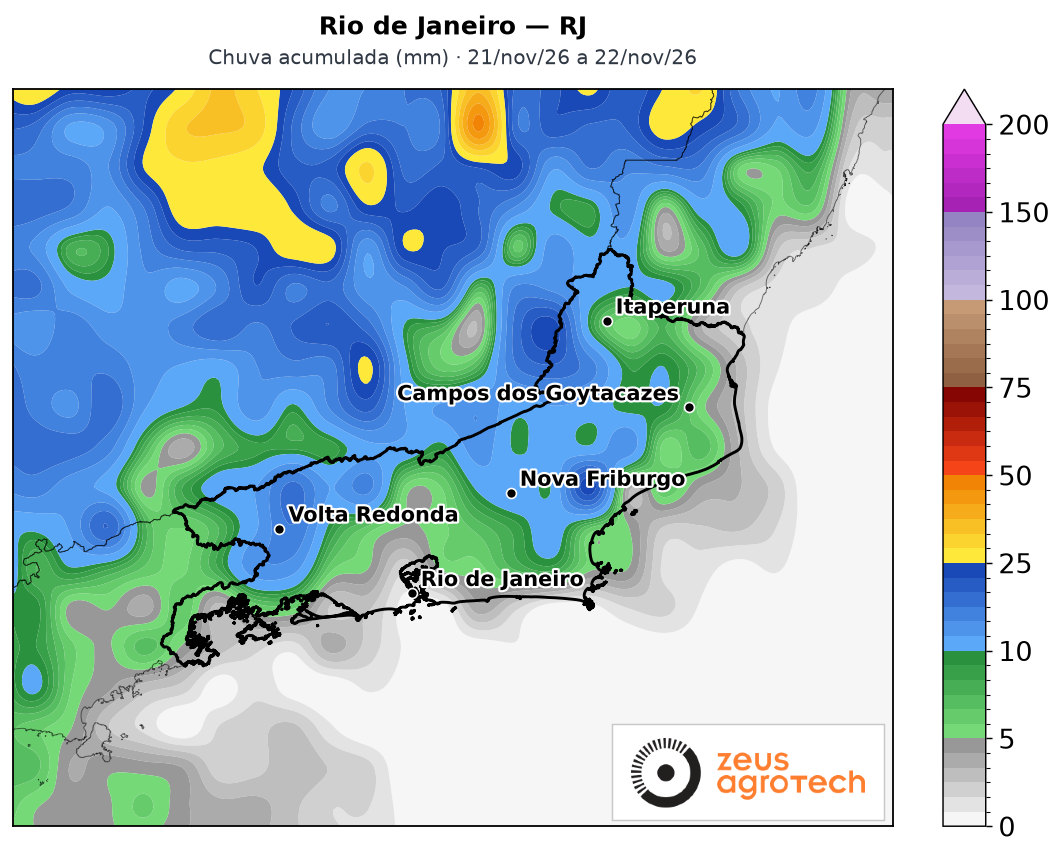 Rio de Janeiro — RJ
Chuva acumulada (mm) · 21/nov/26 a 22/nov/26
Itaperuna
Campos dos Goytacazes
Nova Friburgo
Volta Redonda
Rio de Janeiro
200
150
100
75
50
25
10
5
0
zeus
agroTech